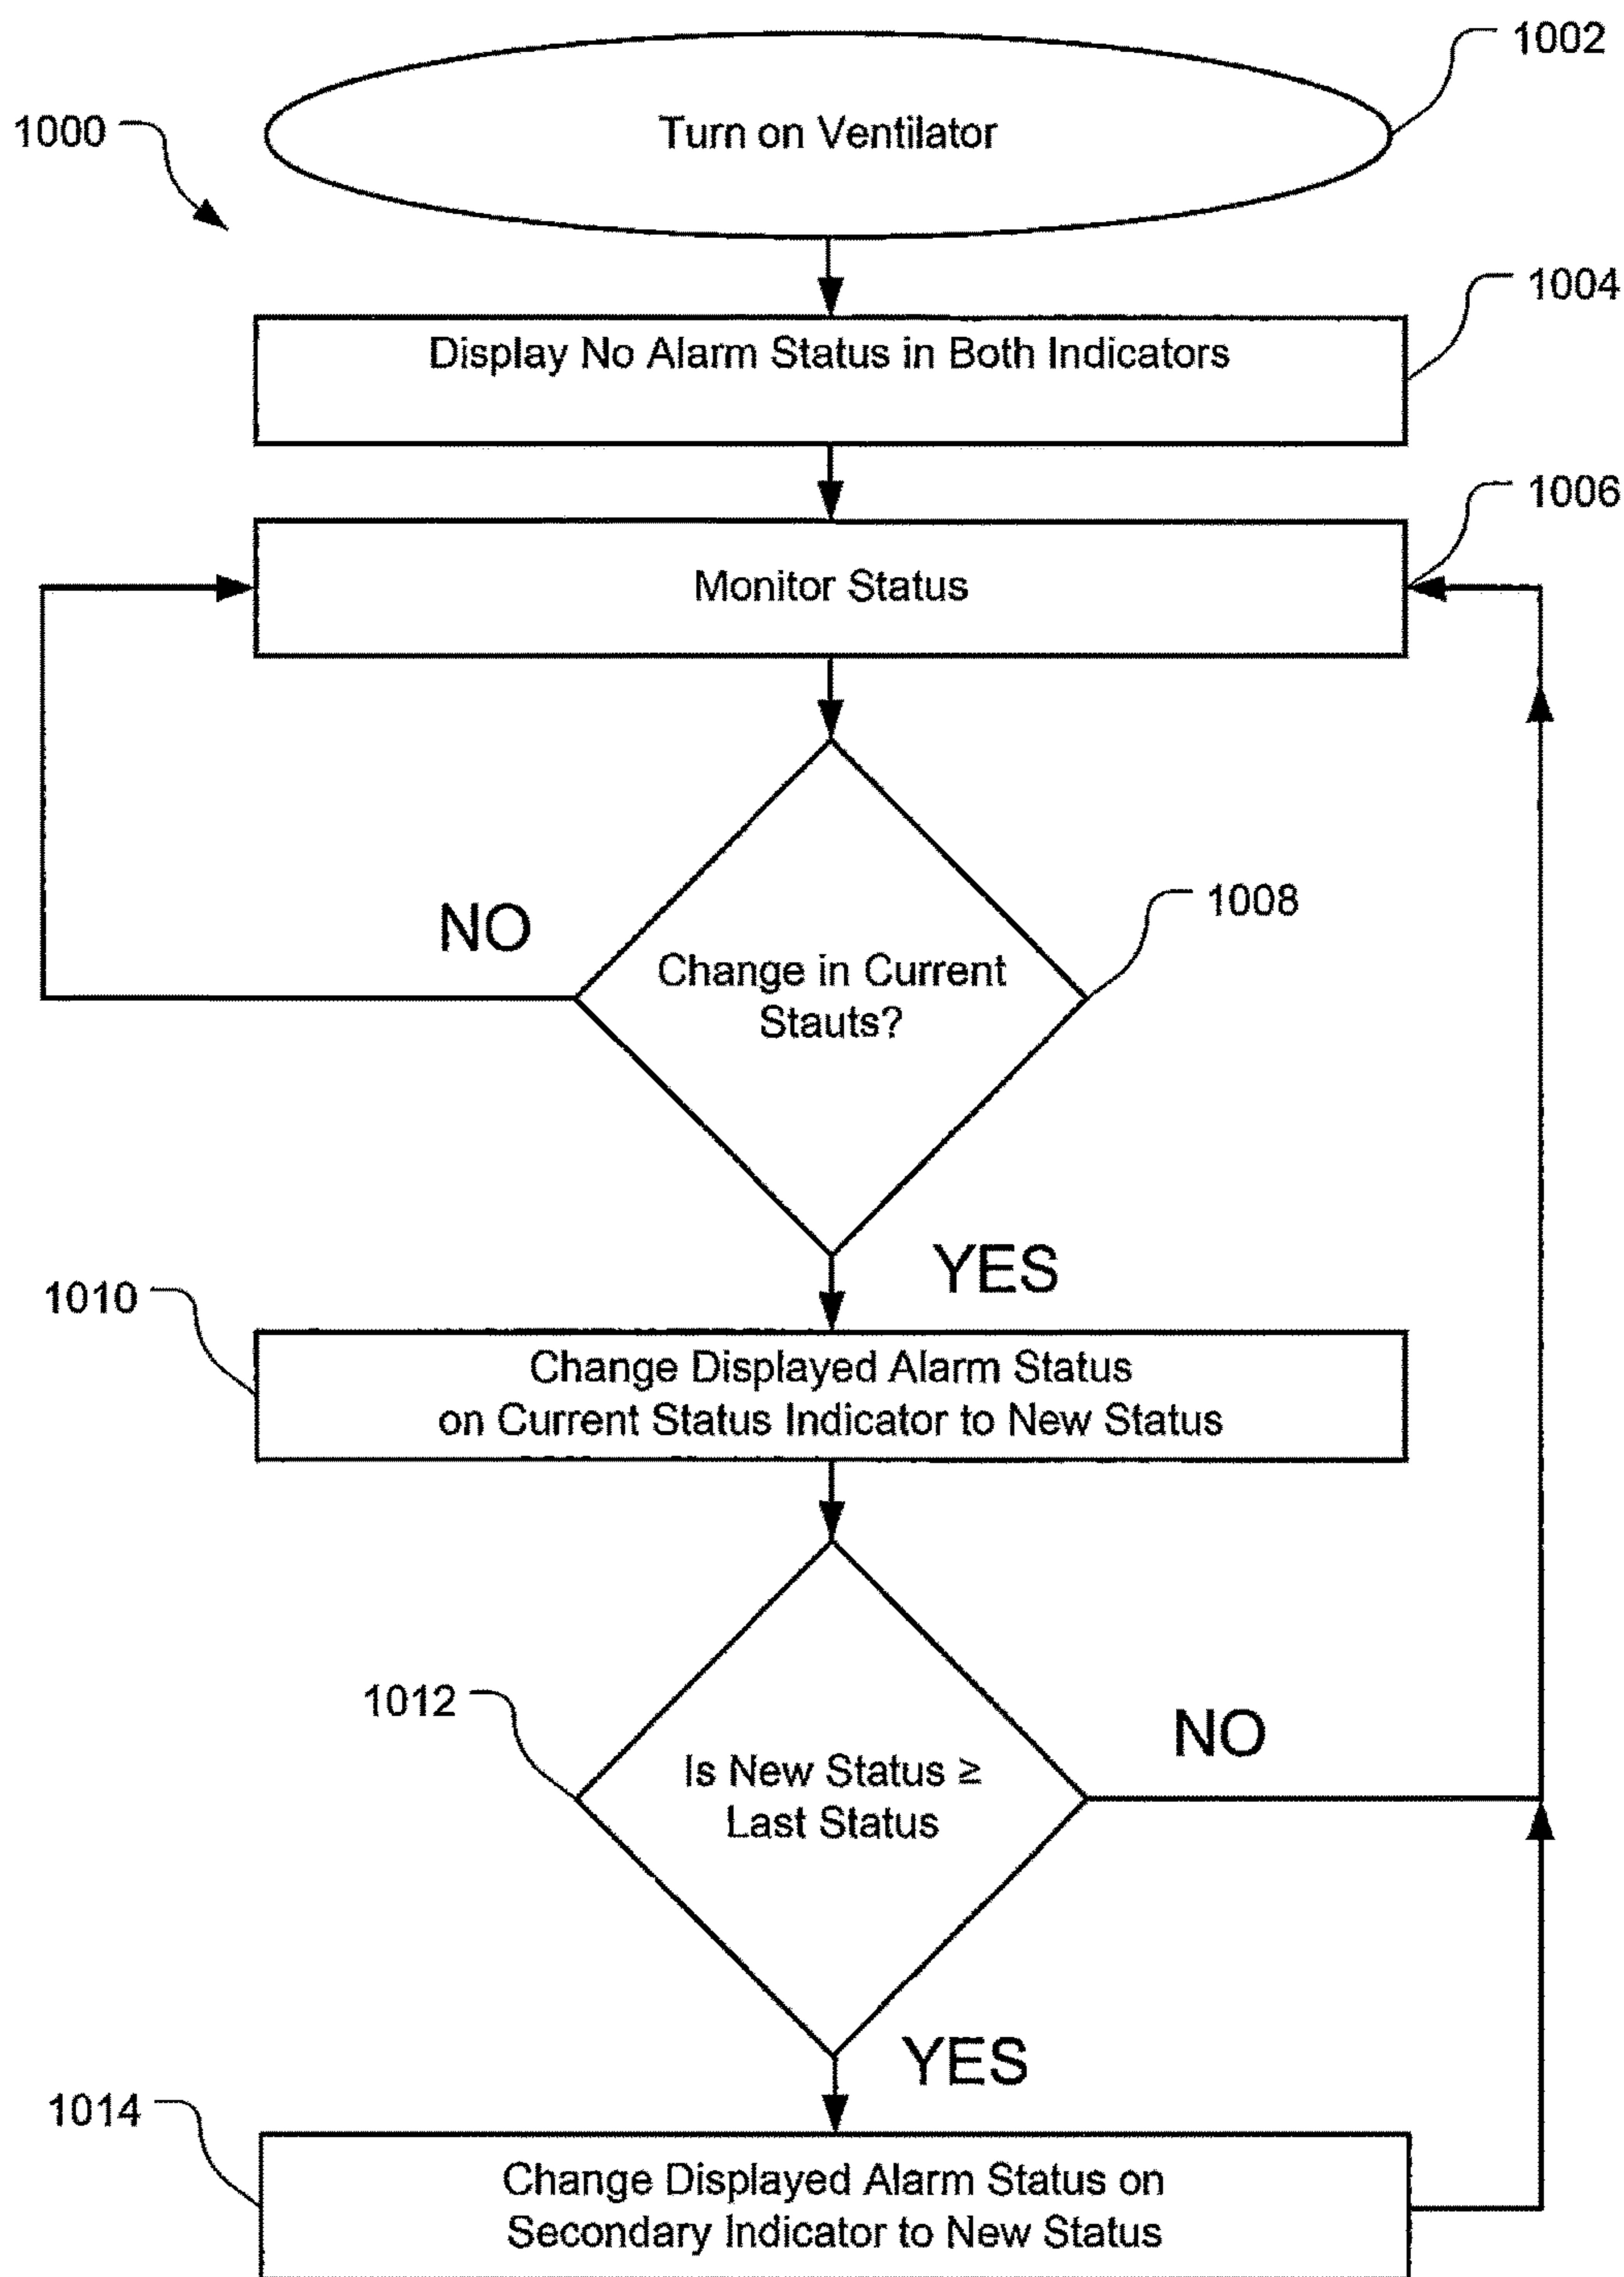 1002
1000
Turn on Ventilator
1004
Display No Alarm Status in Both Indicators
1006
Monitor Status
1008
NO
Change in Current
Stauts?
YES
1010
Change Displayed Alarm Status
on Current Status Indicator to New Status
1012
NO
Is New Status ≥
Last Status
YES
1014
Change Displayed Alarm Status on
Secondary Indicator to New Status